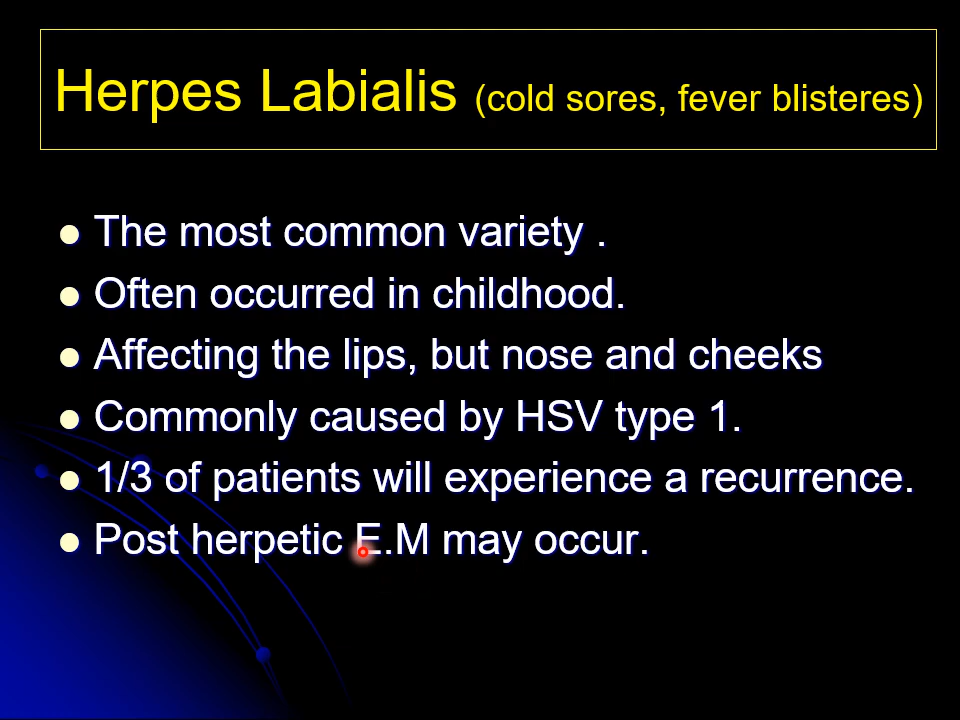 Herpes Labialis (cold sores, fever blisteres)
The most common variety .
Often occurred in childhood.
Affecting the lips, but nose and cheeks
Commonly caused by HSV type 1.
1/3 of patients will experience a recurrence.
Post herpetic E.M may occur.